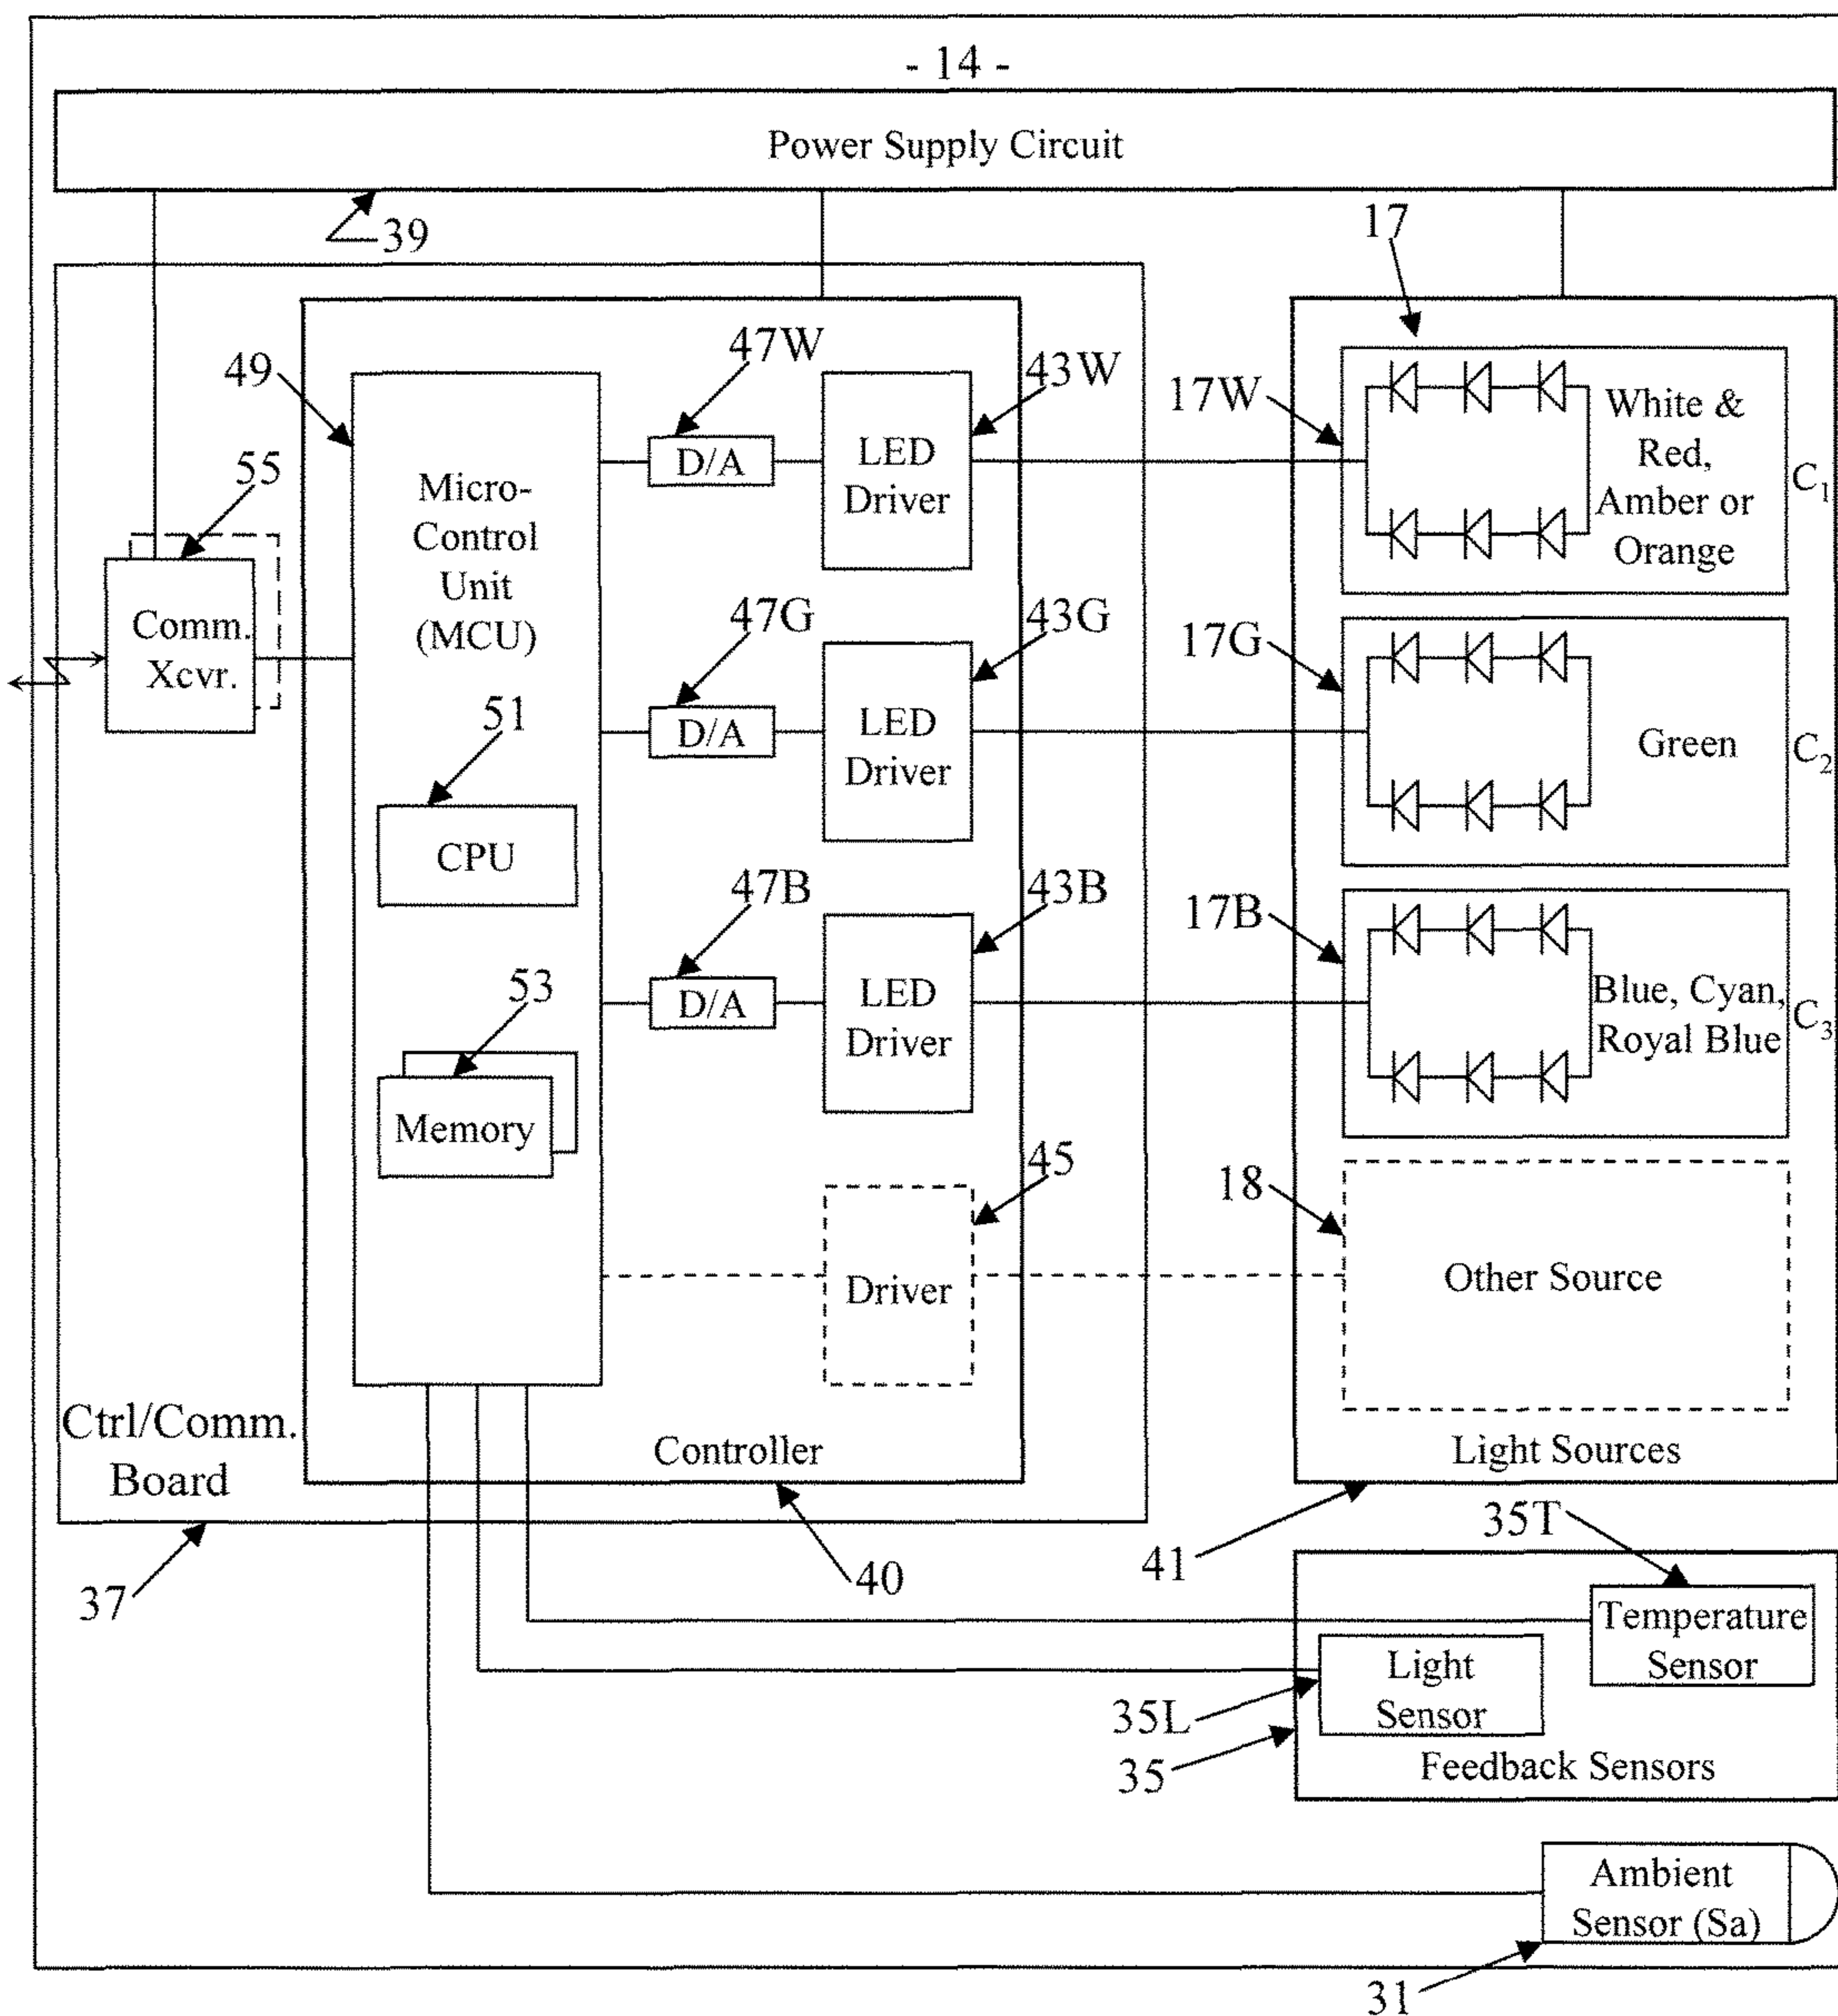 - 14 -
Power Supply Circuit
39
17
49
47W
43W
17W
D/A
LED
Driver
White &
Red,
Amber or
Orange
C1
55
Micro-
Control
Unit
(MCU)
Comm.
Xcvr.
47G
43G
17G
D/A
LED
Driver
Green
C2
51
CPU
47B
43B
17B
D/A
LED
Driver
Blue, Cyan,
Royal Blue
C3
53
Memory
45
18
Driver
Other Source
Ctrl/Comm.
Board
Controller
Light Sources
37
40
41
35T
Temperature
Sensor
Light
Sensor
35L
35
Feedback Sensors
Ambient
Sensor (Sa)
31